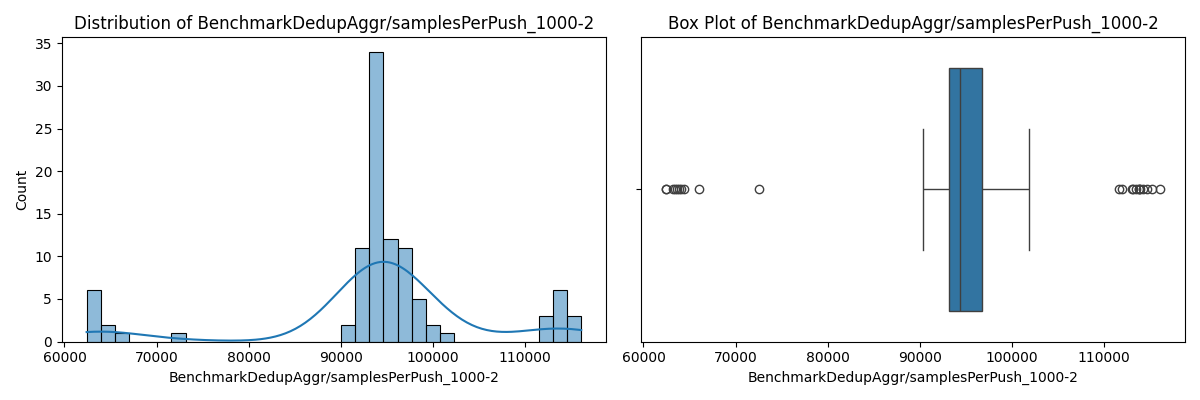 Distribution of BenchmarkDedupAggr/samplesPerPush_1000-2
Box Plot of BenchmarkDedupAggr/samplesPerPush_1000-2
35
30
25
20
15
10
5
0
Count
60000 70000 80000 90000 100000 110000
BenchmarkDedupAggr/samplesPerPush_1000-2
60000 70000 80000 90000 100000 110000
BenchmarkDedupAggr/samplesPerPush_1000-2